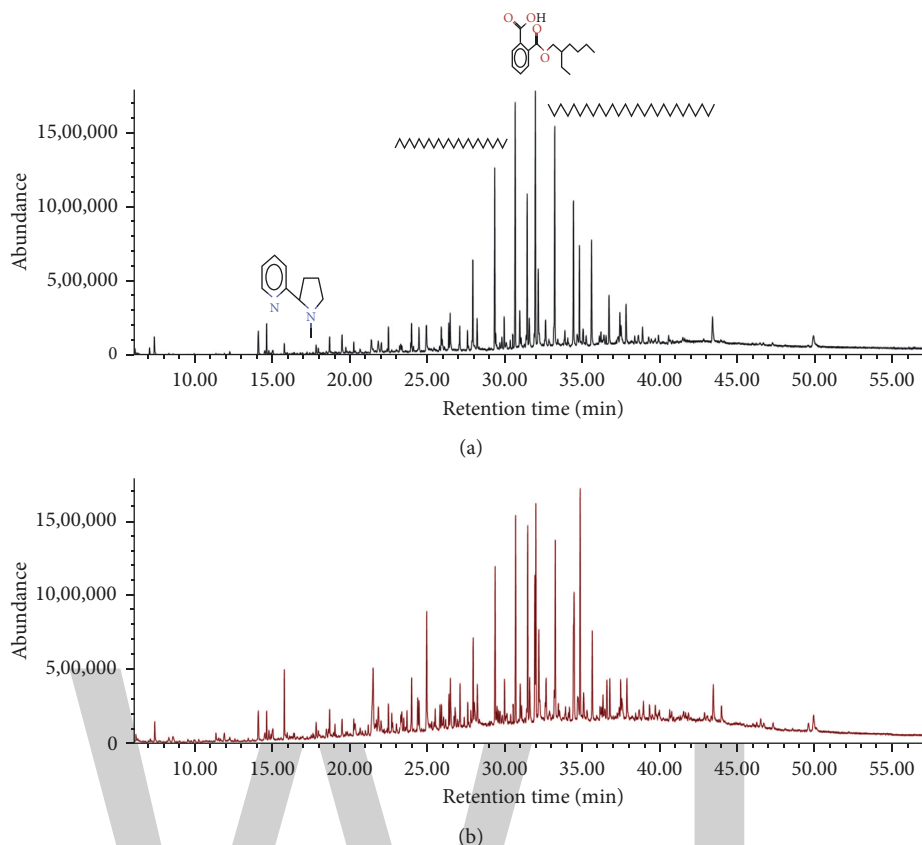 O
OH
O
O
N
N
Abundance
15,00,000
10,00,000
5,00,000
0
10.00 15.00 20.00 25.00 30.00 35.00 40.00 45.00 50.00 55.00
Retention time (min)
(a)
Abundance
15,00,000
10,00,000
5,00,000
0
10.00 15.00 20.00 25.00 30.00 35.00 40.00 45.00 50.00 55.00
Retention time (min)
(b)